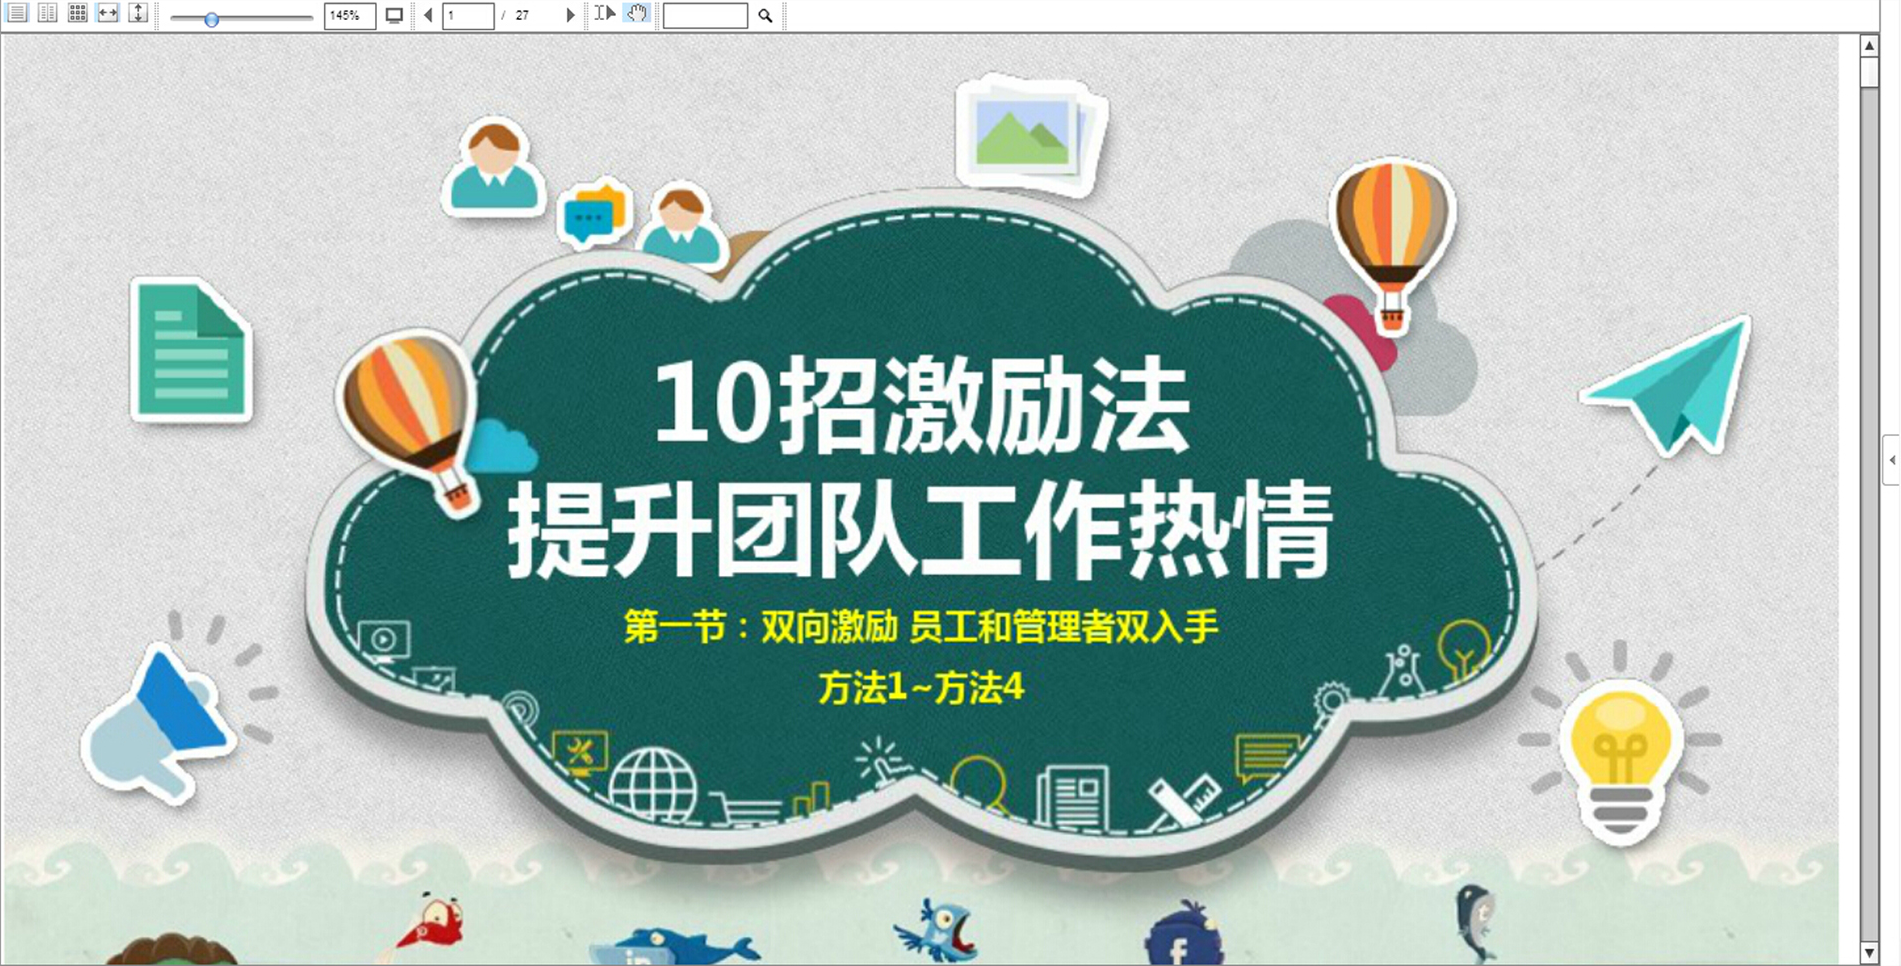 145%
1
/ 27
10招激励法
提升团队工作热情
第一节：双向激励 员工和管理者双入手
方法1~方法4
in
f
t